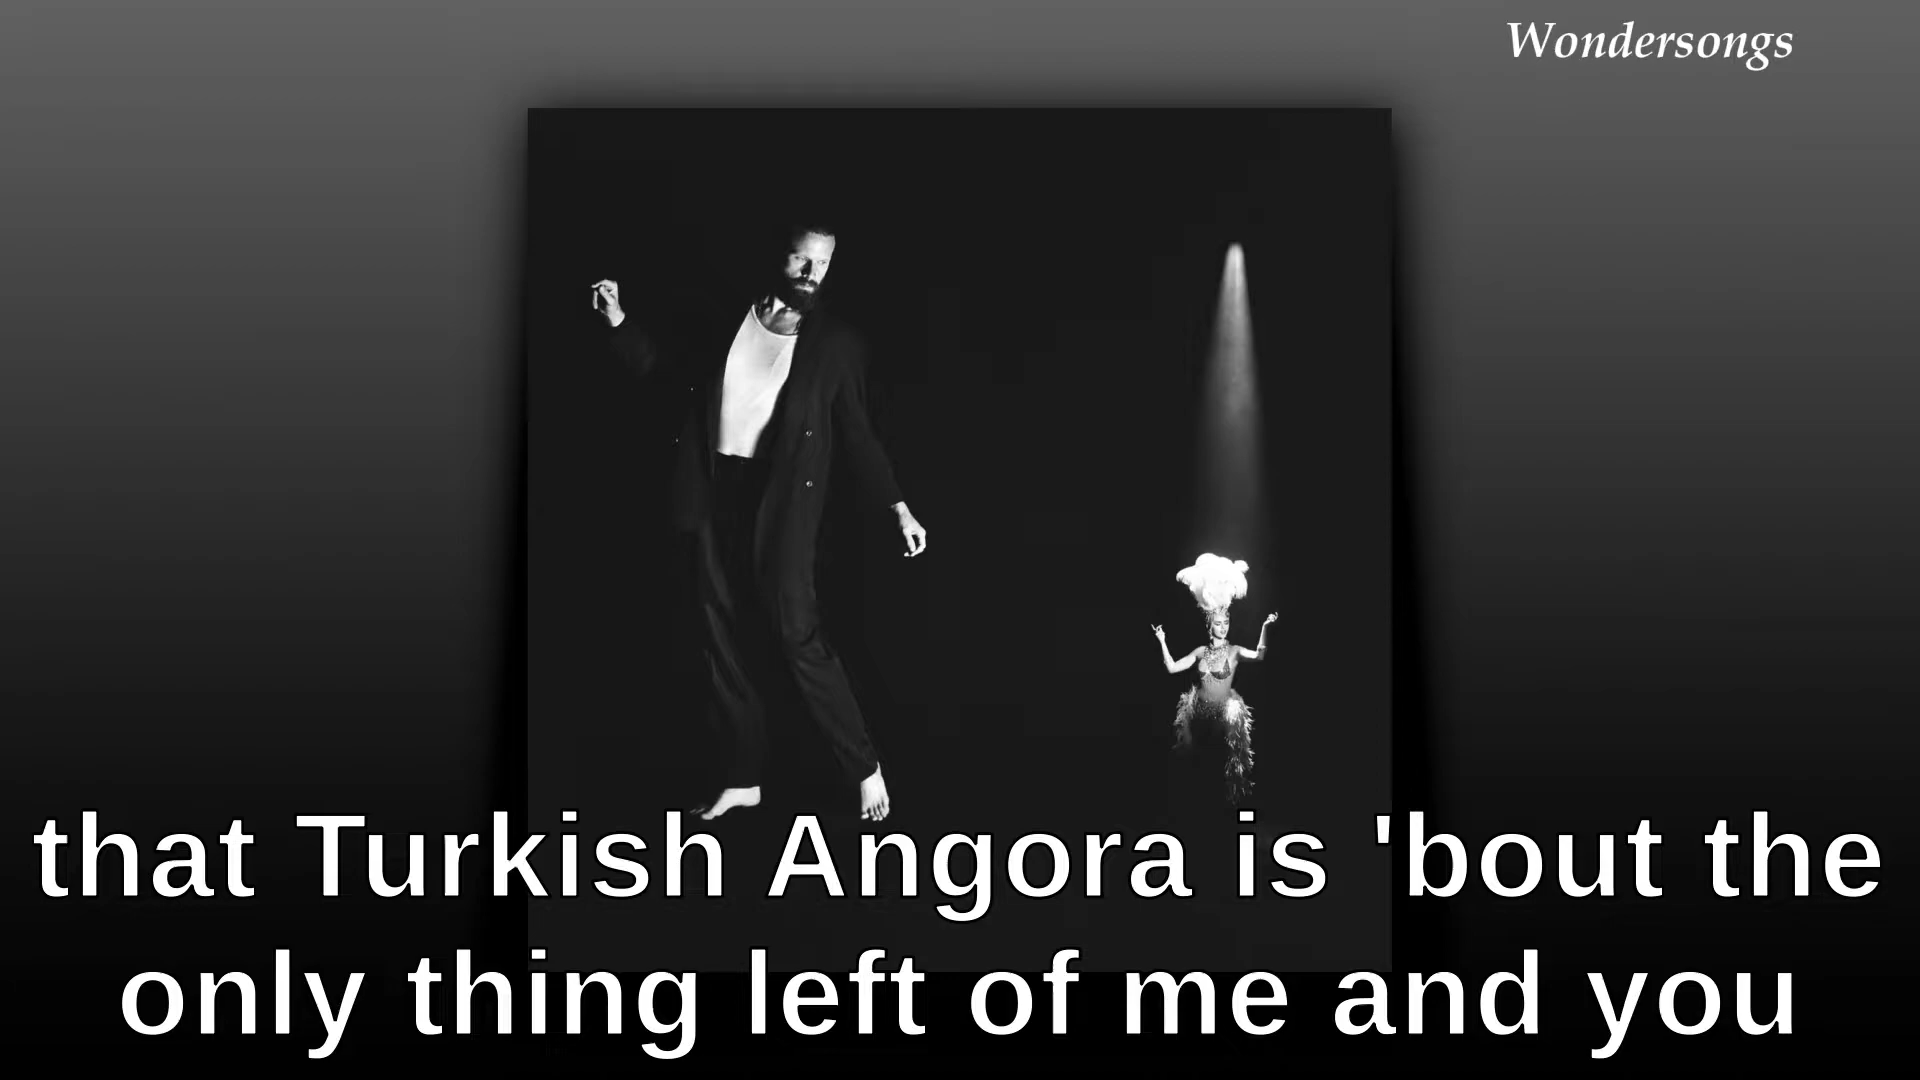 Wondersongs
that Turkish Angora is 'bout the
only thing left of me and you